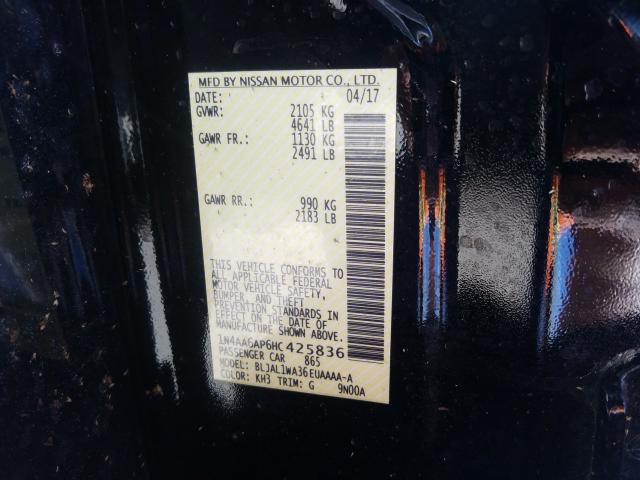 MFD BY NISSAN MOTOR CO., LTD.
DATE: 04/17
GVWR: 2105 KG
4641 LB
GAWR FR.: 1130 KG
2491 LB
GAWR RR.: 990 KG
2183 LB
THIS VEHICLE CONFORMS TO
ALL APPLICABLE FEDERAL
MOTOR VEHICLE SAFETY,
BUMPER, AND THEFT
PREVENTION STANDARDS IN
EFFECT ON THE DATE OF
MANUFACTURE SHOWN ABOVE.
1N4AA6AP6HC425836
PASSENGER CAR 865
MODEL: BLJAL1WA36EUAAAA-A
COLOR: KH3 TRIM: G 9N00A